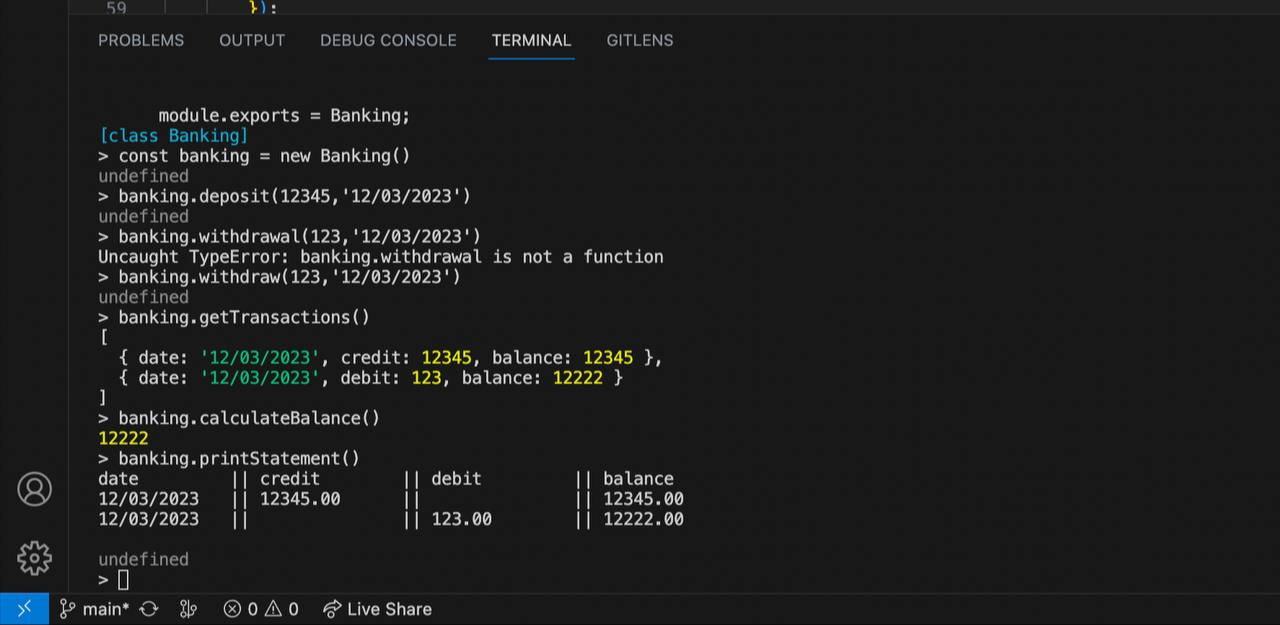 59 });
PROBLEMS OUTPUT DEBUG CONSOLE TERMINAL GITLENS
module.exports = Banking;
[class Banking]
> const banking = new Banking()
undefined
> banking.deposit(12345,'12/03/2023')
undefined
> banking.withdrawal(123,'12/03/2023')
Uncaught TypeError: banking.withdrawal is not a function
> banking.withdraw(123,'12/03/2023')
undefined
> banking.getTransactions()
[
  { date: '12/03/2023', credit: 12345, balance: 12345 },
  { date: '12/03/2023', debit: 123, balance: 12222 }
]
> banking.calculateBalance()
12222
> banking.printStatement()
date || credit || debit || balance
12/03/2023 || 12345.00 || || 12345.00
12/03/2023 || || 123.00 || 12222.00
undefined
>
main* 0 0 Live Share